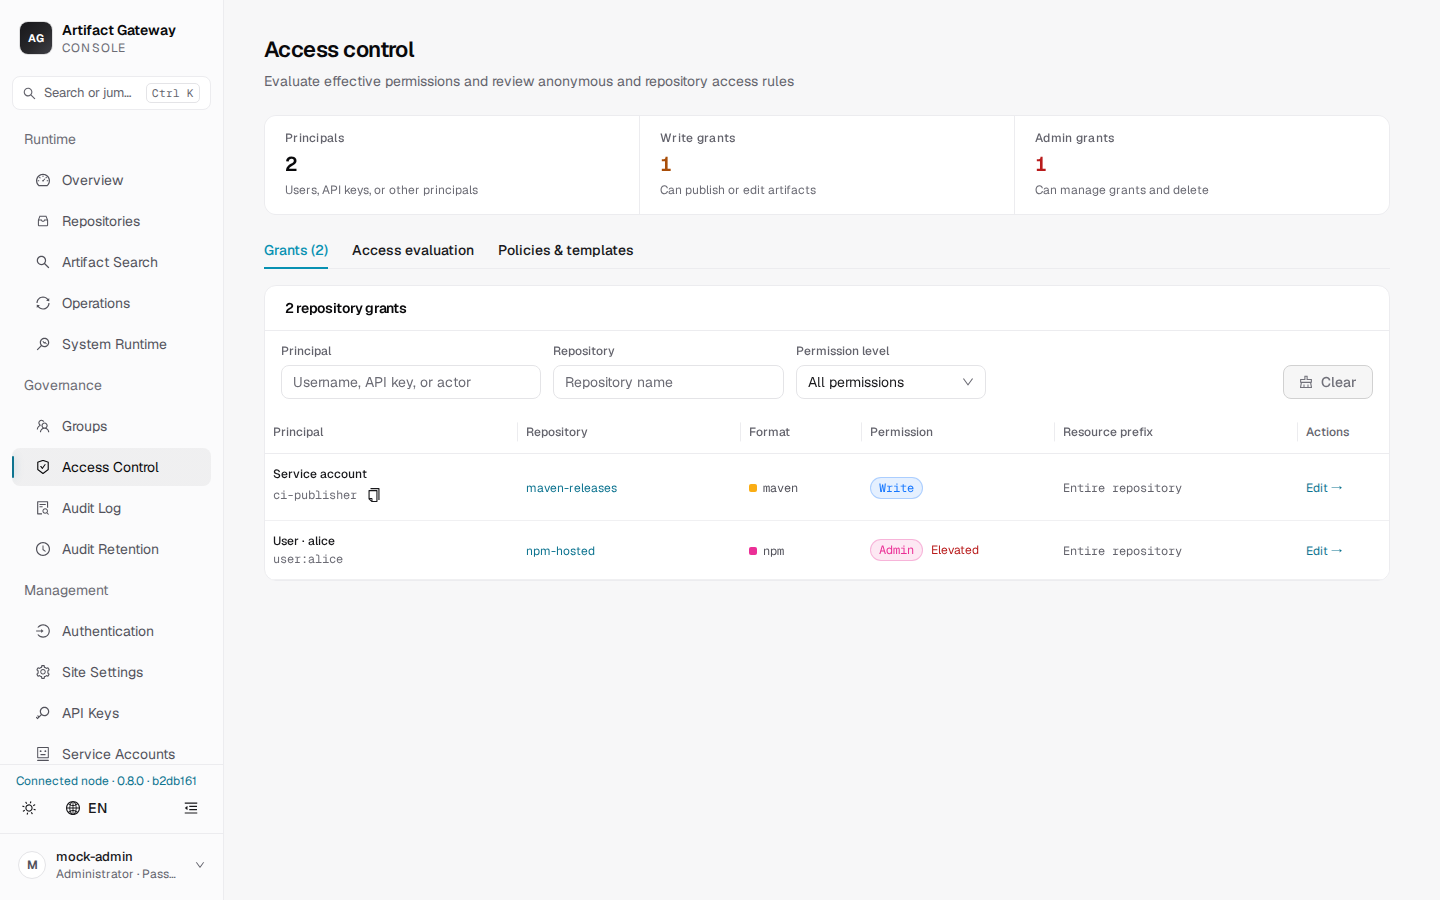 AG
Artifact Gateway
CONSOLE
Search or jum... Ctrl K
Runtime
Overview
Repositories
Artifact Search
Operations
System Runtime
Governance
Groups
Access Control
Audit Log
Audit Retention
Management
Authentication
Site Settings
API Keys
Service Accounts
Connected node · 0.8.0 · b2db161
EN
M
mock-admin
Administrator · Pass...
Access control
Evaluate effective permissions and review anonymous and repository access rules
Principals
2
Users, API keys, or other principals
Write grants
1
Can publish or edit artifacts
Admin grants
1
Can manage grants and delete
Grants (2) Access evaluation Policies & templates
2 repository grants
Principal Repository Permission level
Username, API key, or actor Repository name All permissions Clear
Principal Repository Format Permission Resource prefix Actions
Service account
ci-publisher maven-releases maven Write Entire repository Edit →
User · alice
user:alice npm-hosted npm Admin Elevated Entire repository Edit →